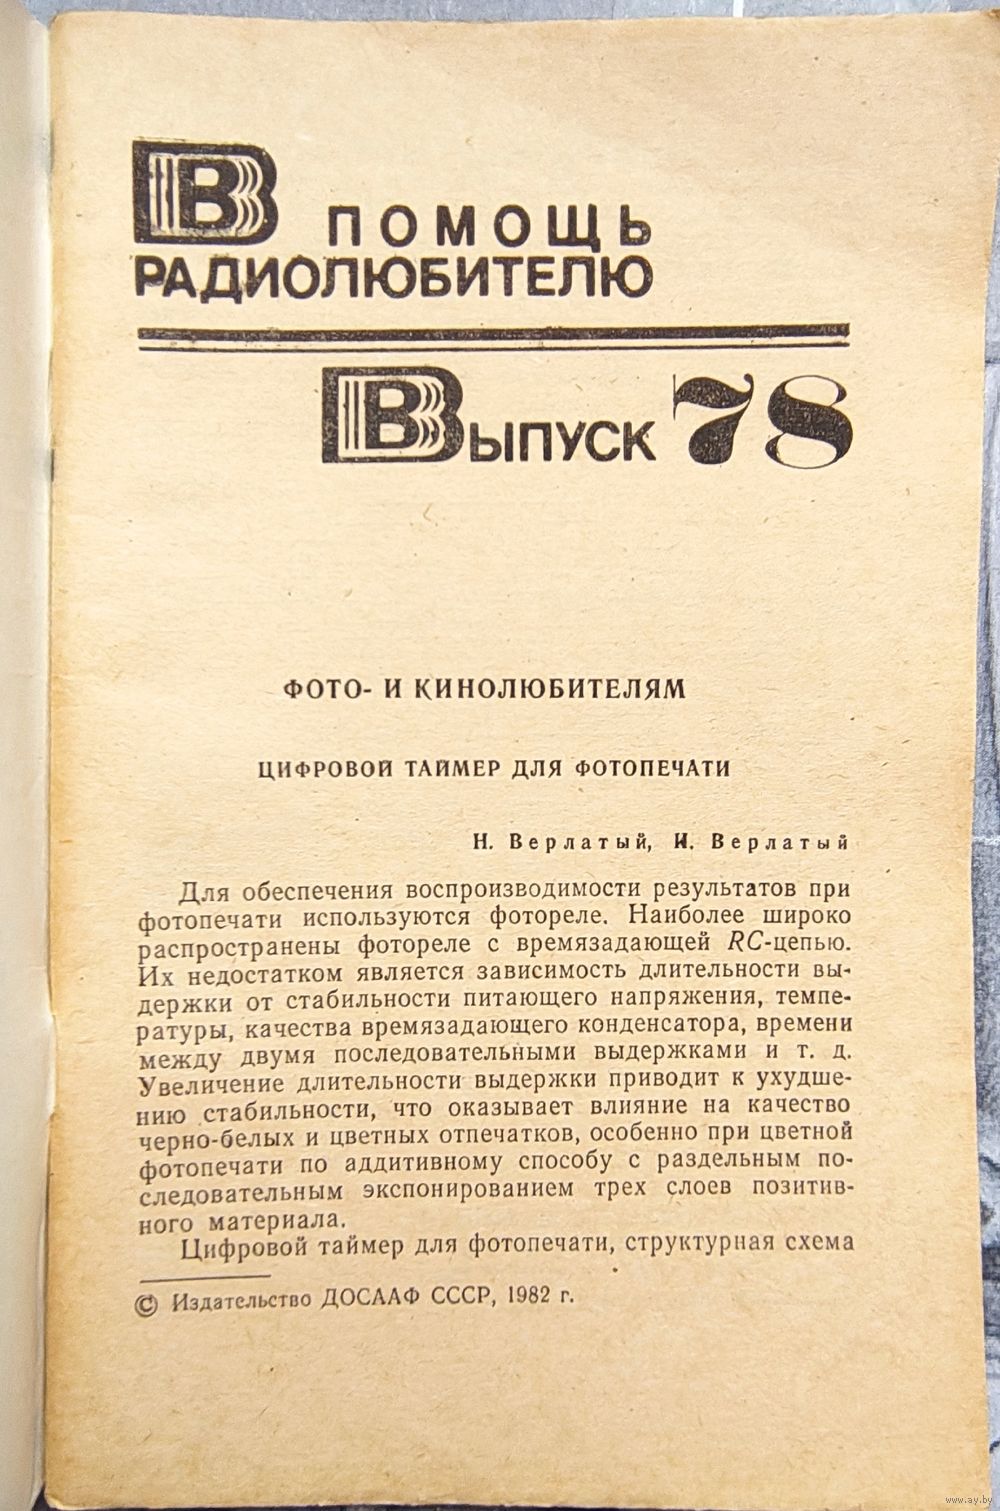 В ПОМОЩЬ
РАДИОЛЮБИТЕЛЮ
Выпуск 78
ФОТО- И КИНОЛЮБИТЕЛЯМ
ЦИФРОВОЙ ТАЙМЕР ДЛЯ ФОТОПЕЧАТИ
Н. Верлатый, И. Верлатый
Для обеспечения воспроизводимости результатов при
фотопечати используются фотореле. Наиболее широко
распространены фотореле с времязадающей RC-цепью.
Их недостатком является зависимость длительности вы-
держки от стабильности питающего напряжения, темпе-
ратуры, качества времязадающего конденсатора, времени
между двумя последовательными выдержками и т. д.
Увеличение длительности выдержки приводит к ухудше-
нию стабильности, что оказывает влияние на качество
черно-белых и цветных отпечатков, особенно при цветной
фотопечати по аддитивному способу с раздельным по-
следовательным экспонированием трех слоев позитив-
ного материала.
Цифровой таймер для фотопечати, структурная схема
© Издательство ДОСААФ СССР, 1982 г.
www.ay.by